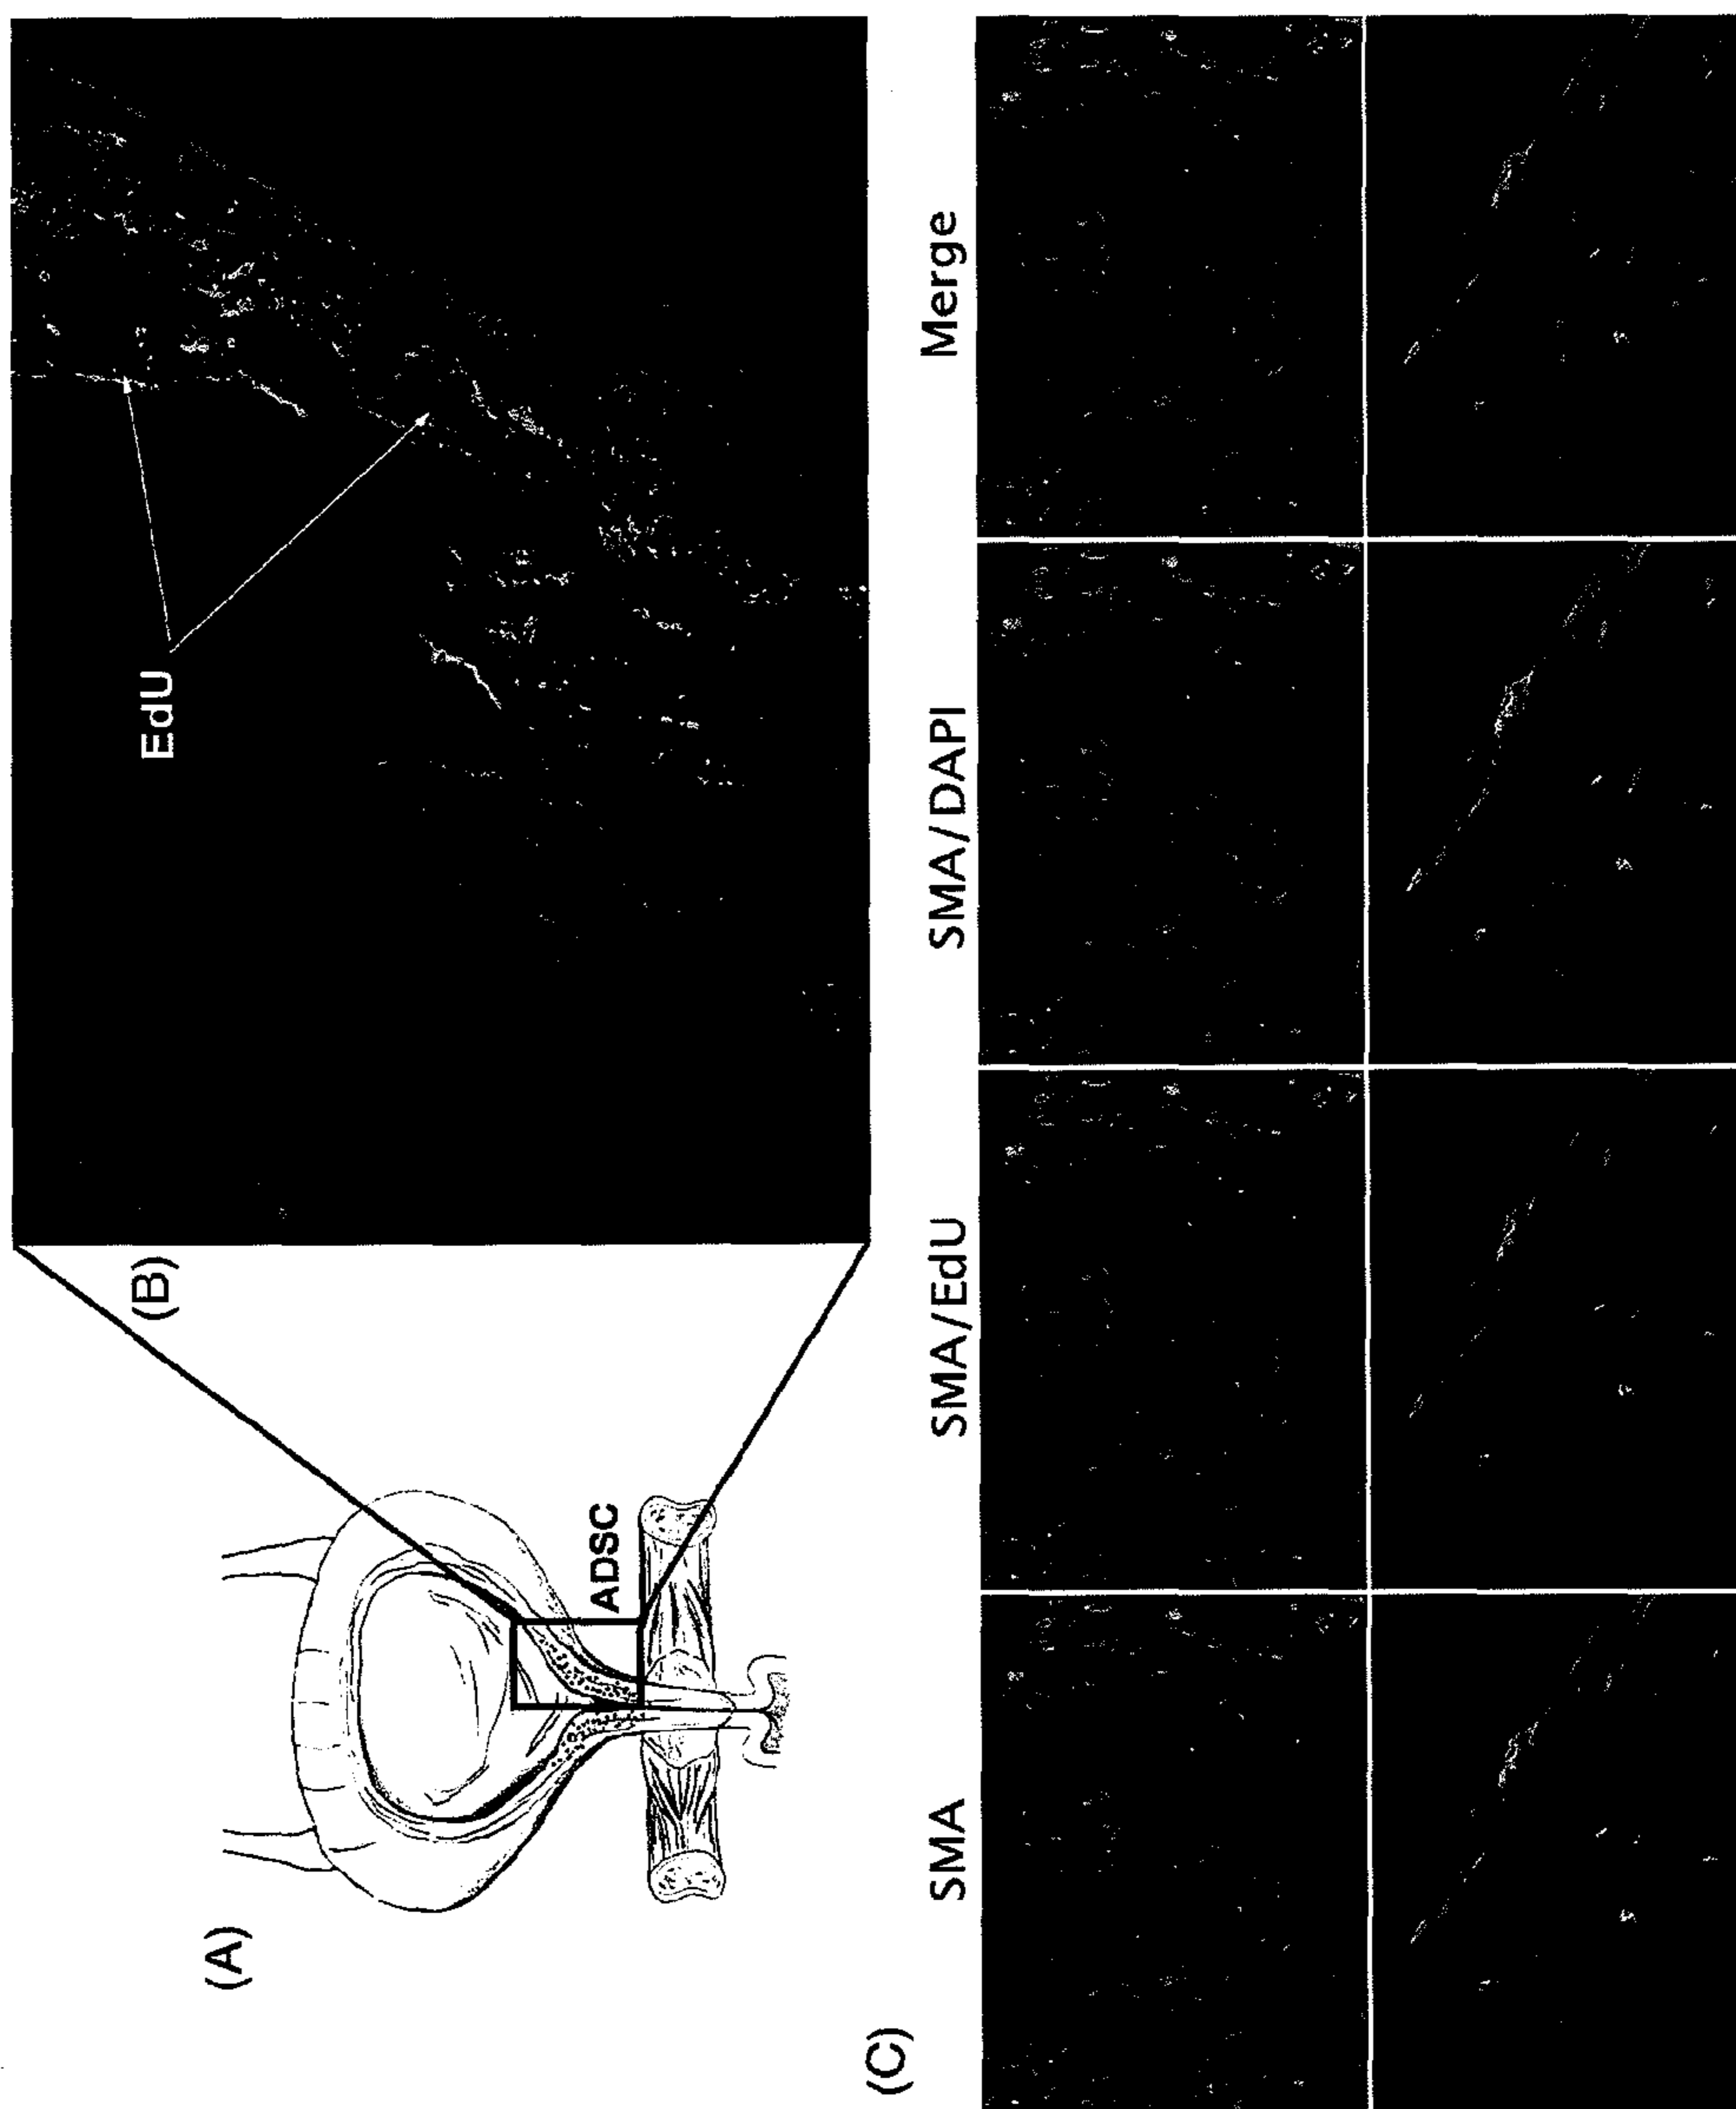 (A)
ADSC
(B)
EdU
(C)
SMA
SMA/EdU
SMA/DAPI
Merge